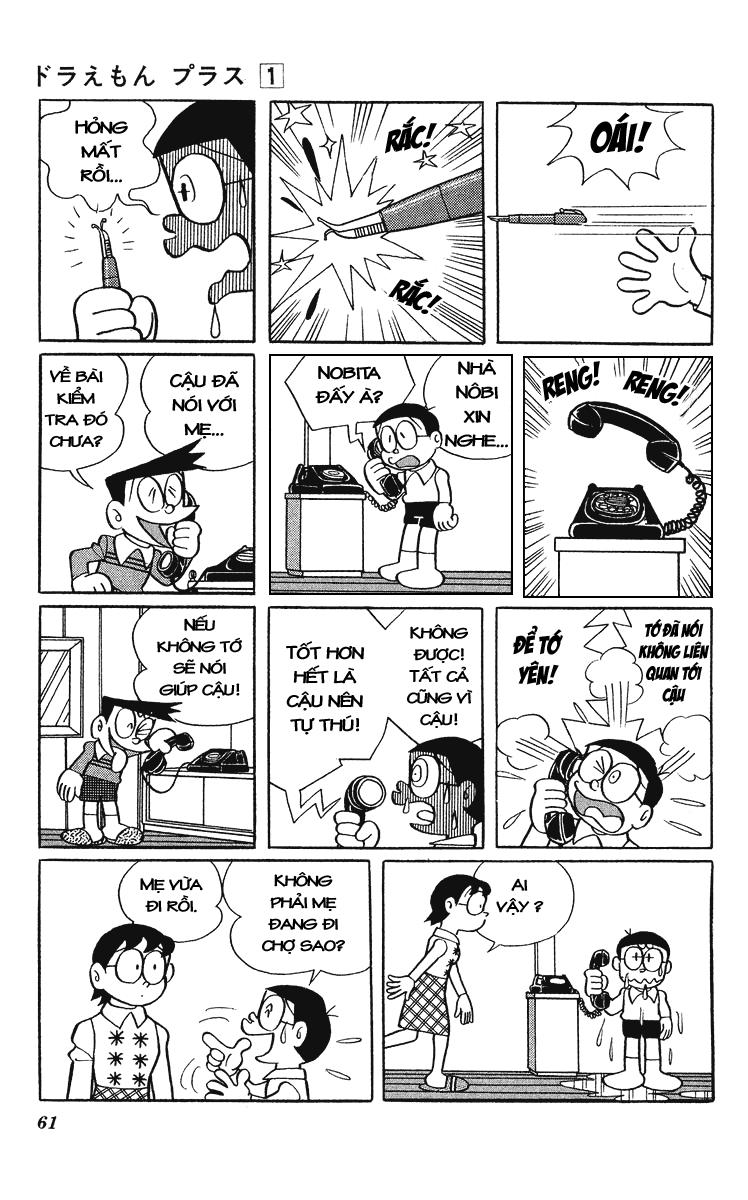 ドラえもん プラス 1
OÁI!
RẮC!
RẮC!
HỎNG
MẤT
RỒI...
RENG!
RENG!
NHÀ
NÔBI
XIN
NGHE...
NOBITA
ĐẤY À?
CẬU ĐÃ
NÓI VỚI
MẸ...
VỀ BÀI
KIỂM
TRA ĐÓ
CHƯA?
TỚ ĐÃ NÓI
KHÔNG LIÊN
QUAN TỚI
CẬU
ĐỂ TỚ
YÊN!
KHÔNG
ĐƯỢC!
TẤT CẢ
CŨNG VÌ
CẬU!
TỐT HƠN
HẾT LÀ
CẬU NÊN
TỰ THÚ!
NẾU
KHÔNG TỚ
SẼ NÓI
GIÚP CẬU!
AI
VẬY ?
KHÔNG
PHẢI MẸ
ĐANG ĐI
CHỢ SAO?
MẸ VỪA
ĐI RỒI.
61